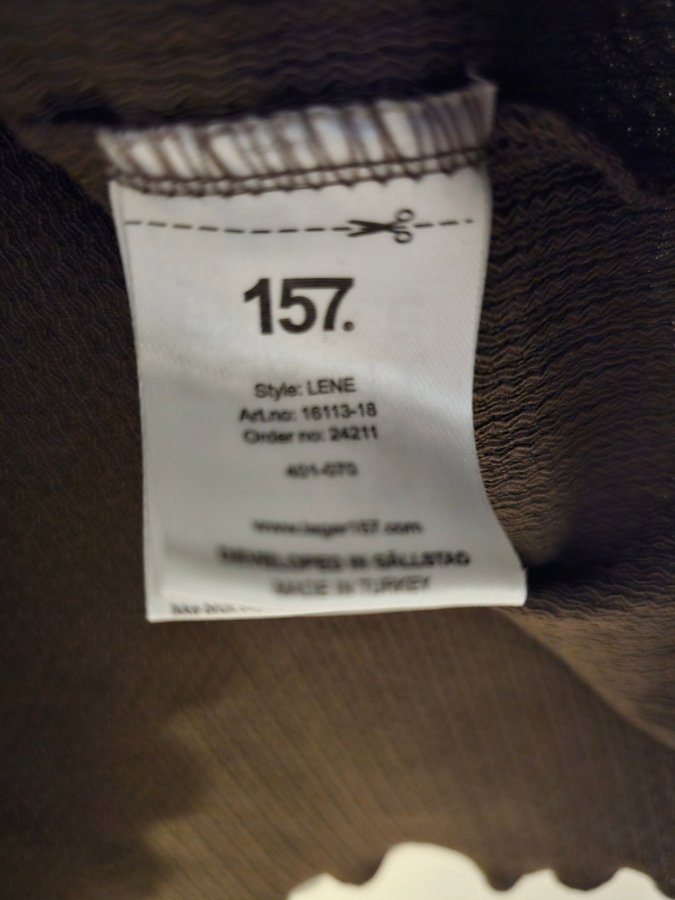 157.
Style: LENE
Art.no: 16113-18
Order no: 24211
401-070
www.lager157.com
DEVELOPED IN GÄLLSTAD
MADE IN TURKEY